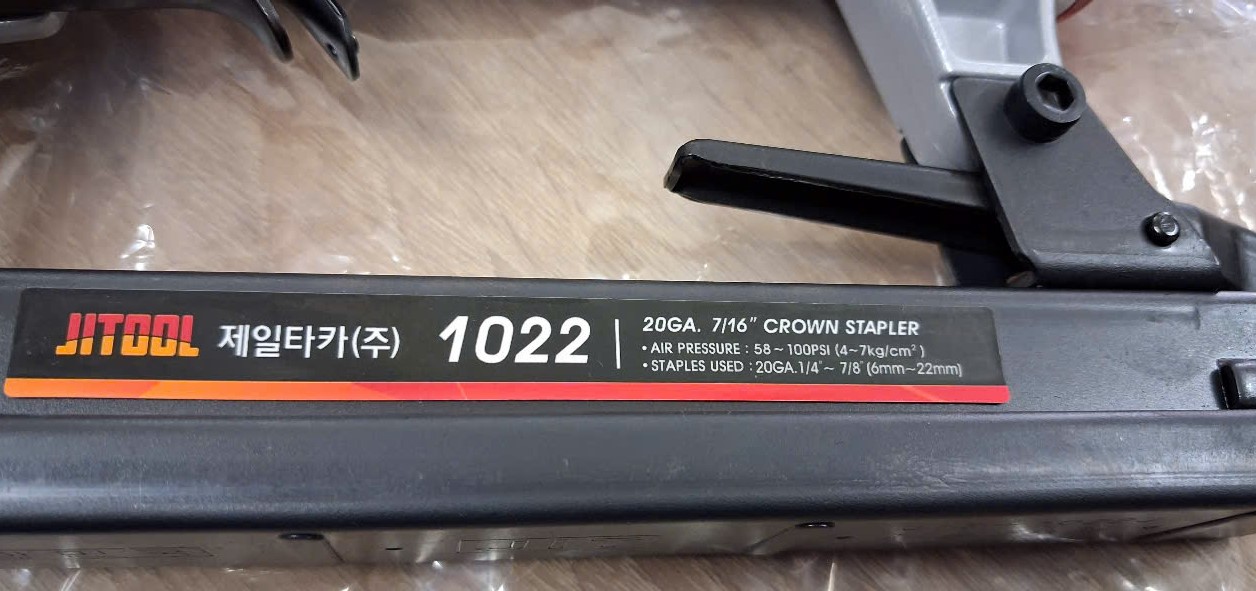 JITOOL 제일타카(주) 1022
20GA. 7/16" CROWN STAPLER
• AIR PRESSURE : 58~100PSI (4~7kg/cm²)
• STAPLES USED : 20GA.1/4"~ 7/8" (6mm~22mm)